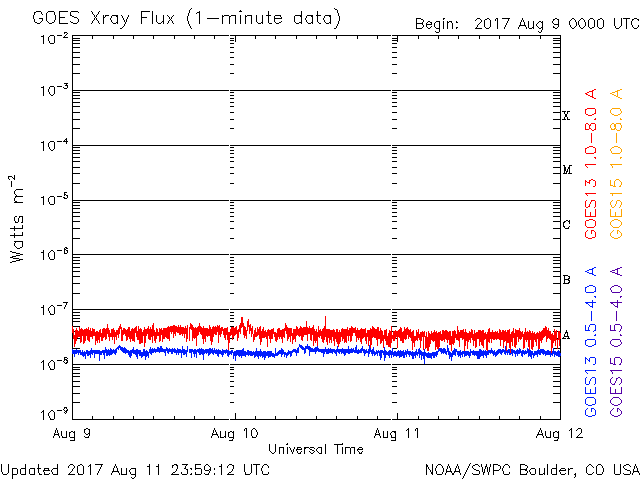 GOES Xray Flux (1-minute data)
Begin: 2017 Aug 9 0000 UTC
10-2
10-3
10-4
10-5
10-6
10-7
10-8
10-9
Watts m-2
X
M
C
B
A
GOES13 1.0-8.0 A
GOES15 1.0-8.0 A
GOES13 0.5-4.0 A
GOES15 0.5-4.0 A
Aug 9
Aug 10
Aug 11
Aug 12
Universal Time
Updated 2017 Aug 11 23:59:12 UTC
NOAA/SWPC Boulder, CO USA